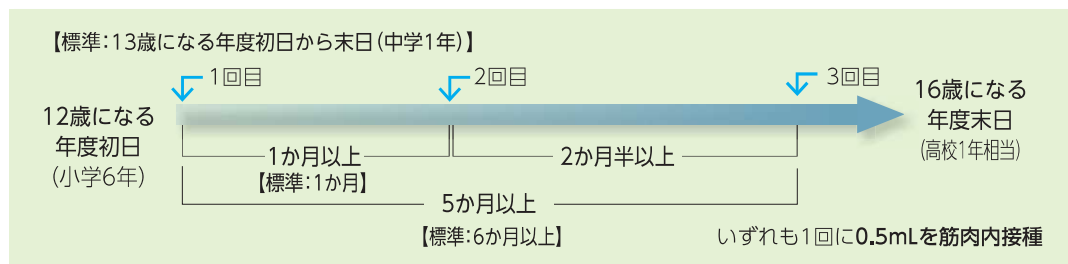 【標準：13歳になる年度初日から末日（中学1年）】
1回目
2回目
3回目
12歳になる
年度初日
（小学6年）
16歳になる
年度末日
（高校1年相当）
1か月以上
【標準：1か月】
2か月半以上
5か月以上
【標準：6か月以上】
いずれも1回に0.5mLを筋肉内接種